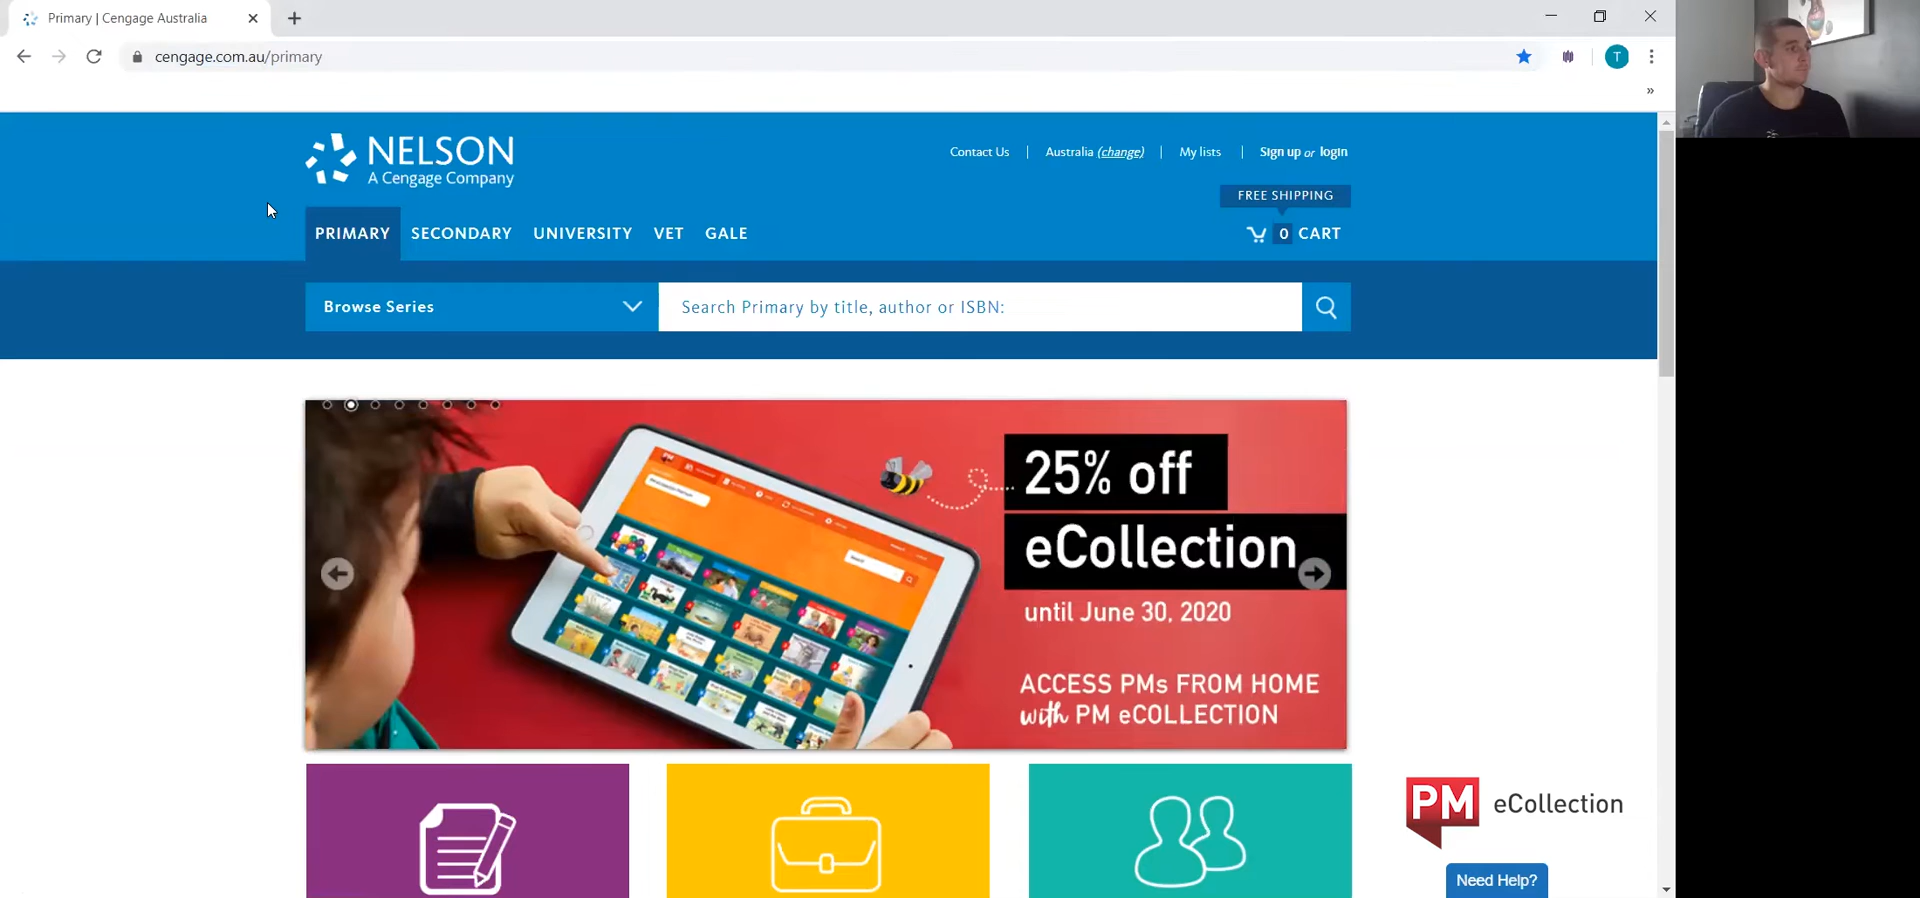 Primary | Cengage Australia
cengage.com.au/primary
T
NELSON
A Cengage Company
Contact Us
Australia (change)
My lists
Sign up or login
FREE SHIPPING
PRIMARY
SECONDARY
UNIVERSITY
VET
GALE
0 CART
Browse Series
Search Primary by title, author or ISBN:
25% off
eCollection
until June 30, 2020
ACCESS PMs FROM HOME
with PM eCOLLECTION
PM eCollection
Need Help?